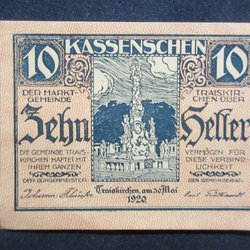 10 KASSENSCHEIN 10
DER MARKT- TRAISKIR-
GEMEINDE CHEN ÜBER
Zehn Heller
DIE GEMEINDE TRAIS- VERMÖGEN FÜR
KIRCHEN HAFTET MIT DIESE VERBIND-
IHREM GANZEN LICHKEIT
DER BÜRGERMEISTER: DER GEMEINDERAT:
Traiskirchen, am 30. Mai
1920